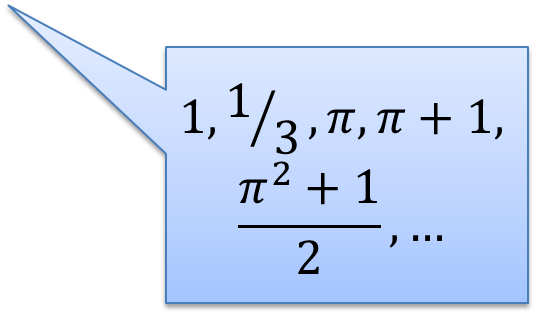 1, 1/3, π, π + 1,
(π² + 1)/2, ...